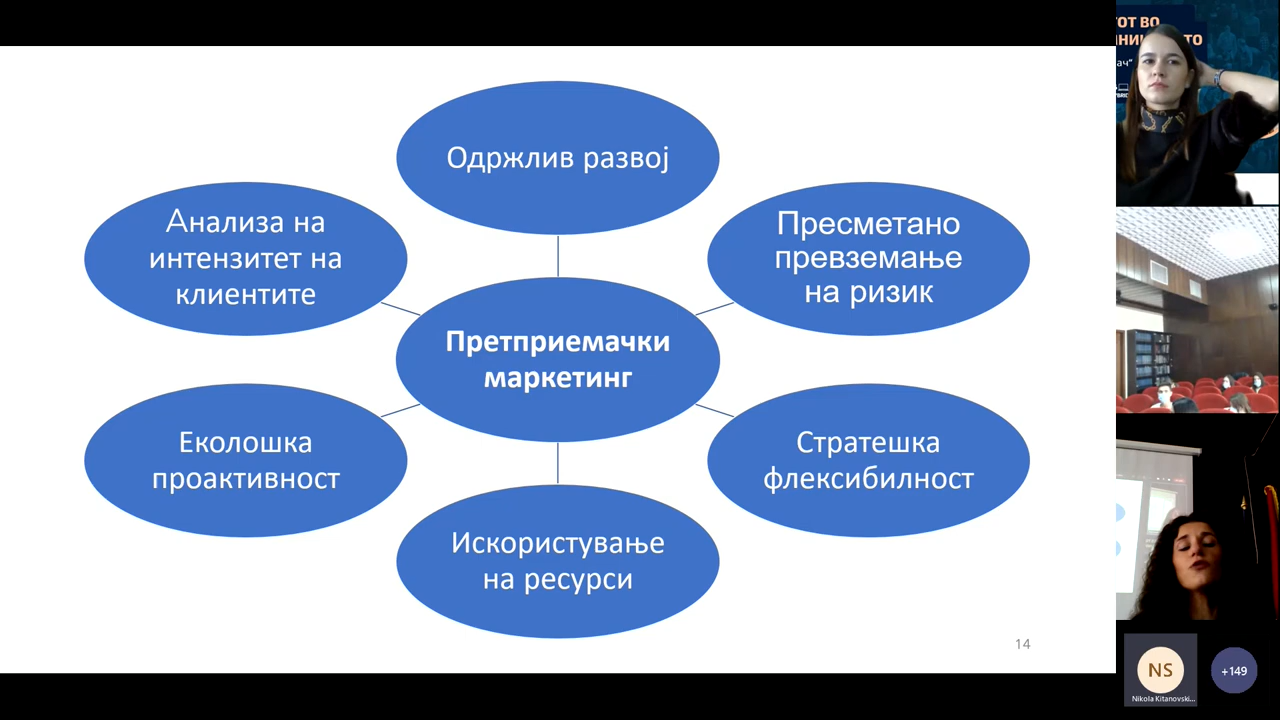 Одржлив развој
Анализа на
интензитет на
клиентите
Пресметано
превземање
на ризик
Претприемачки
маркетинг
Еколошка
проактивност
Стратешка
флексибилност
Искористување
на ресурси
14
NS
+149
Nikola Kitanovski...